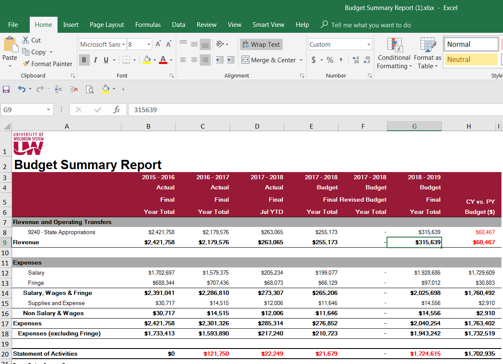 Budget Summary Report (1).xlsx - Excel
File Home Insert Page Layout Formulas Data Review View Smart View Help Tell me what you want to do
Paste Cut
Copy
Format Painter
Clipboard
Microsoft Sans 8 A A
B I U A
Font
Wrap Text
Merge & Center
Alignment
Custom
$ % ,
Number
Conditional Formatting
Format as Table
Normal
Neutral
Style
G9 fx 315639
A B C D E F G H I
UNIVERSITY OF
WISCONSIN SYSTEM
UW
1
2 Budget Summary Report
3 2015 - 2016 2016 - 2017 2017 - 2018 2017 - 2018 2017 - 2018 2018 - 2019
4 Actual Actual Actual Budget Budget Budget
5 Final Final Final Final Revised Budget Final CY vs. PY
6 Year Total Year Total Jul YTD Year Total Year Total Year Total Budget ($)
7 Revenue and Operating Transfers
8 9240 - State Appropriations $2,421,758 $2,179,576 $263,065 $255,173 - $315,639 $60,467
9 Revenue $2,421,758 $2,179,576 $263,065 $255,173 - $315,639 $60,467
10
11 Expenses
12 Salary $1,702,697 $1,579,375 $205,234 $199,077 - $1,928,686 $1,729,609
13 Fringe $688,344 $707,436 $68,073 $66,129 - $97,012 $30,883
14 Salary, Wages & Fringe $2,391,041 $2,286,810 $273,307 $265,206 - $2,025,698 $1,760,492
15 Supplies and Expense $30,717 $14,515 $12,006 $11,646 - $14,556 $2,910
16 Non Salary & Wages $30,717 $14,515 $12,006 $11,646 - $14,556 $2,910
17 Expenses $2,421,758 $2,301,326 $285,314 $276,852 - $2,040,254 $1,763,402
18 Expenses (excluding Fringe) $1,733,413 $1,593,890 $217,240 $210,723 - $1,943,242 $1,732,519
19
20 Statement of Activities $0 $121,750 $22,249 $21,679 - $1,724,615 $1,702,935